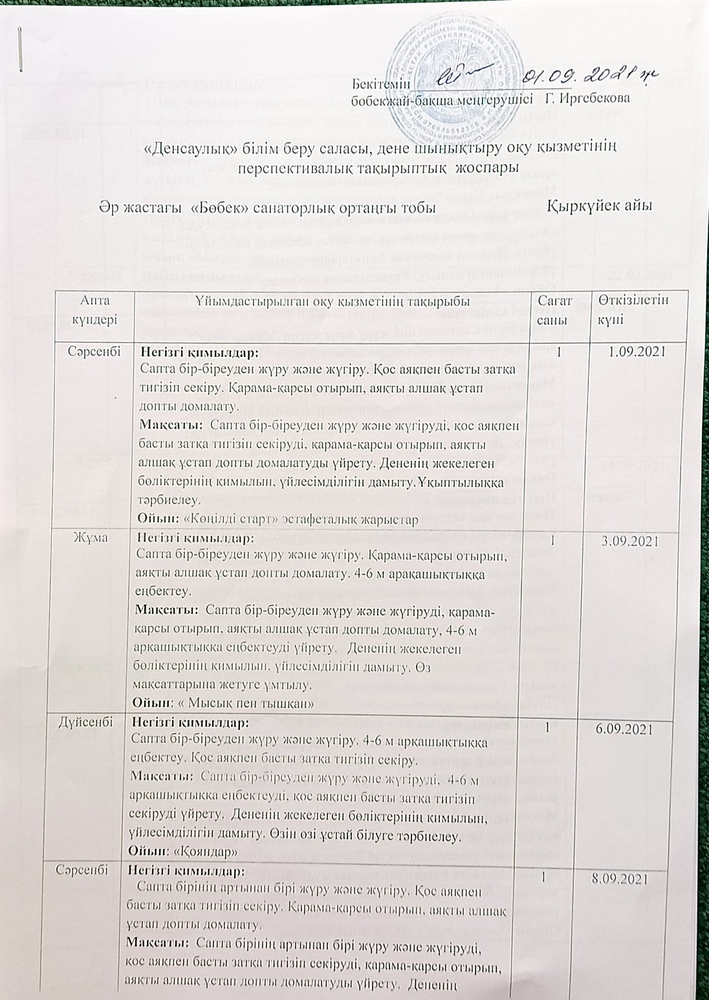 Бекітемін 01.09.2021 ж
бөбекжай-бақша меңгерушісі Г. Иргебекова
«Денсаулық» білім беру саласы, дене шынықтыру оқу қызметінің
перспективалық тақырыптық жоспары
Әр жастағы «Бөбек» санаторлық ортаңғы тобы Қыркүйек айы
Апта күндері
Ұйымдастырылған оқу қызметінің тақырыбы
Сағат саны
Өткізілетін күні
Сәрсенбі
Негізгі қимылдар:
Сапта бір-біреуден жүру және жүгіру. Қос аяқпен басты затқа
тигізіп секіру. Қарама-қарсы отырып, аяқты алшақ ұстап
допты домалату.
Мақсаты: Сапта бір-біреуден жүру және жүгіруді, қос аяқпен
басты затқа тигізіп секіруді, қарама-қарсы отырып, аяқты
алшақ ұстап допты домалатуды үйрету. Дененің жекелеген
бөліктерінің қимылын, үйлесімділігін дамыту.Ұқыптылыққа
тәрбиелеу.
Ойын: «Көңілді старт» эстафеталық жарыстар
1
1.09.2021
Жұма
Негізгі қимылдар:
Сапта бір-біреуден жүру және жүгіру. Қарама-қарсы отырып,
аяқты алшақ ұстап допты домалату. 4-6 м арақашықтыққа
еңбектеу.
Мақсаты: Сапта бір-біреуден жүру және жүгіруді, қарама-
қарсы отырып, аяқты алшақ ұстап допты домалату, 4-6 м
арқашықтыққа еңбектеуді үйрету. Дененің жекелеген
бөліктерінің қимылын, үйлесімділігін дамыту. Өз
мақсаттарына жетуге ұмтылу.
Ойын: « Мысық пен тышқан»
1
3.09.2021
Дүйсенбі
Негізгі қимылдар:
Сапта бір-біреуден жүру және жүгіру. 4-6 м арқашықтыққа
еңбектеу. Қос аяқпен басты затқа тигізіп секіру.
Мақсаты: Сапта бір-біреуден жүру және жүгіруді, 4-6 м
арқашықтыққа еңбектеуді, қос аяқпен басты затқа тигізіп
секіруді үйрету. Дененің жекелеген бөліктерінің қимылын,
үйлесімділігін дамыту. Өзін өзі ұстай білуге тәрбиелеу.
Ойын: «Қояндар»
1
6.09.2021
Сәрсенбі
Негізгі қимылдар:
Сапта бірінің артынан бірі жүру және жүгіру. Қос аяқпен
басты затқа тигізіп секіру. Қарама-қарсы отырып, аяқты алшақ
ұстап допты домалату.
Мақсаты: Сапта бірінің артынан бірі жүру және жүгіруді,
қос аяқпен басты затқа тигізіп секіруді, қарама-қарсы отырып,
аяқты алшақ ұстап допты домалатуды үйрету. Дененің
1
8.09.2021